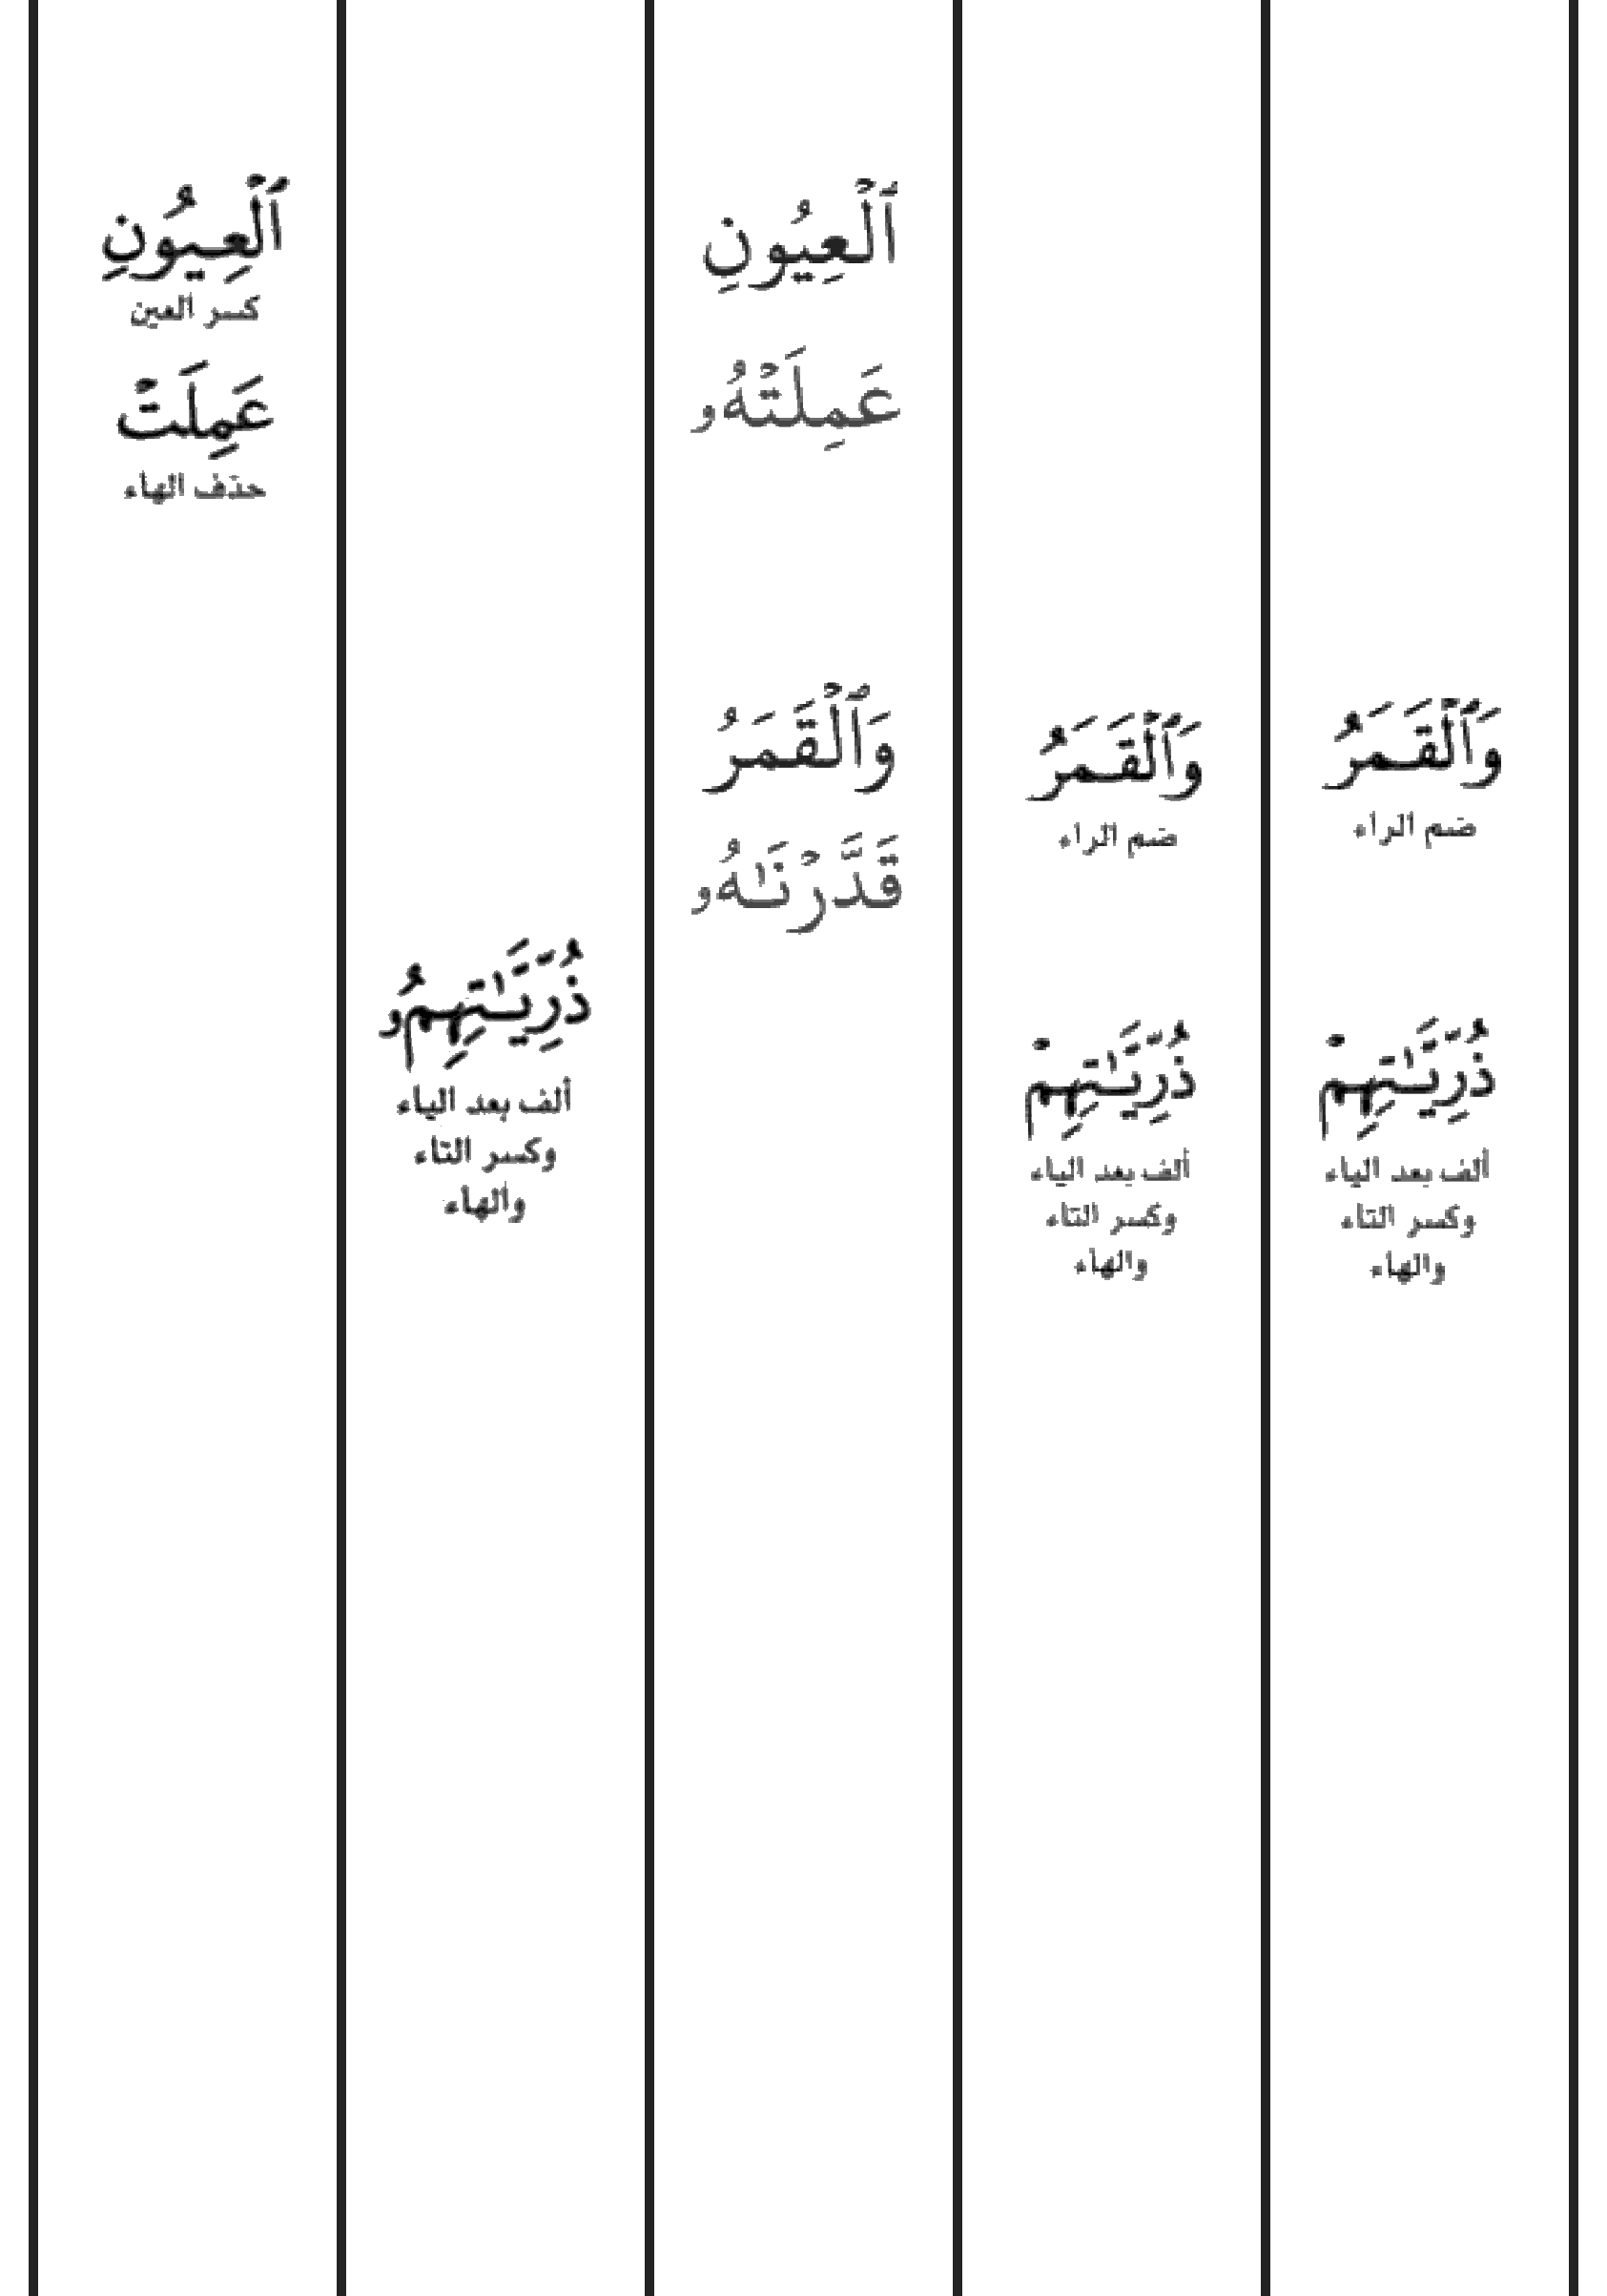 وَٱلْقَمَرُ
ضم الراء
ذُرِّيَّـٰتِهِمْ
ألف بعد الياء
وكسر التاء
والهاء
وَٱلْقَمَرُ
ضم الراء
ذُرِّيَّـٰتِهِمْ
ألف بعد الياء
وكسر التاء
والهاء
ٱلْعِيُونِ
عَمِلَتْهُۥ
وَٱلْقَمَرُ
قَدَّرْنَـٰهُۥ
ذُرِّيَّـٰتِهِمُۥ
ألف بعد الياء
وكسر التاء
والهاء
ٱلْعِيُونِ
كسر العين
عَمِلَتْ
حذف الهاء